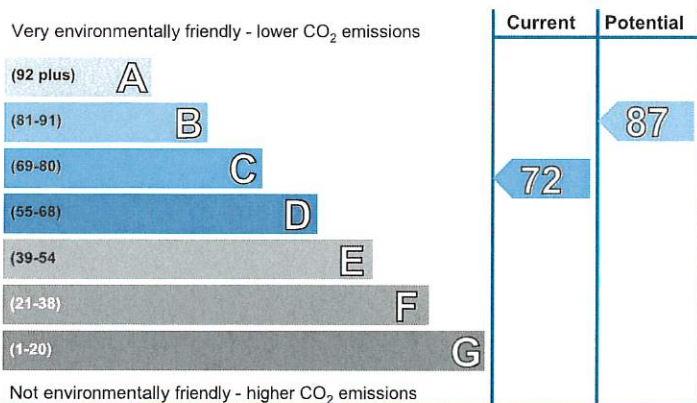 Very environmentally friendly - lower CO₂ emissions
Current
Potential
(92 plus) A
(81-91) B
87
(69-80) C
72
(55-68) D
(39-54 E
(21-38) F
(1-20) G
Not environmentally friendly - higher CO₂ emissions